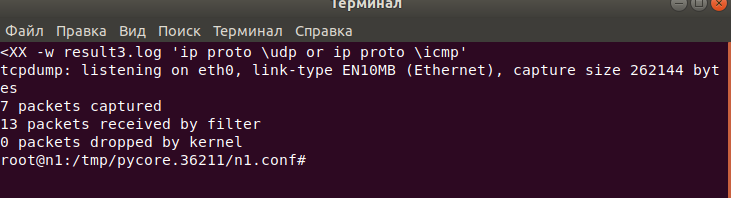 Терминал
Файл Правка Вид Поиск Терминал Справка
<XX -w result3.log 'ip proto \udp or ip proto \icmp'
tcpdump: listening on eth0, link-type EN10MB (Ethernet), capture size 262144 byt
es
7 packets captured
13 packets received by filter
0 packets dropped by kernel
root@n1:/tmp/pycore.36211/n1.conf#